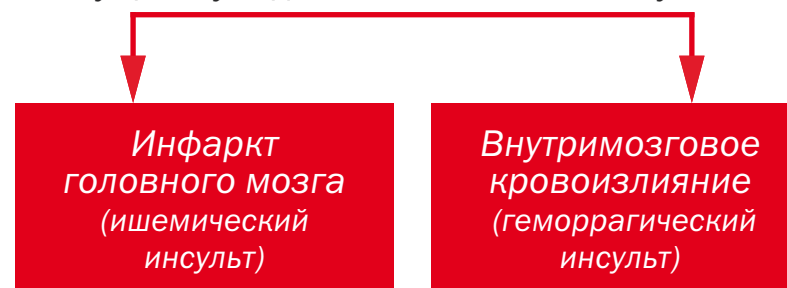 Инфаркт
головного мозга
(ишемический
инсульт)
Внутримозговое
кровоизлияние
(геморрагический
инсульт)